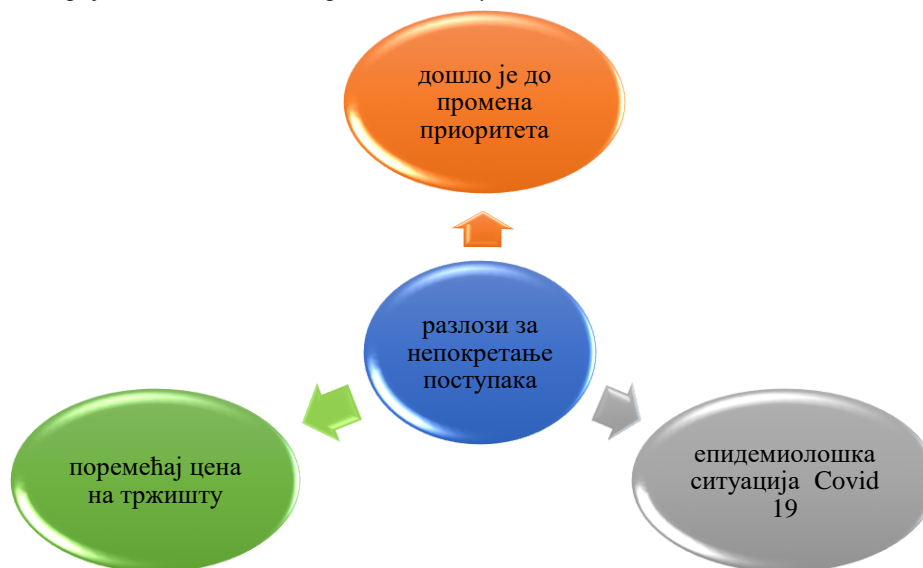 дошло је до
промена
приоритета
разлози за
непокретање
поступака
поремећај цена
на тржишту
епидемиолошка
ситуација Covid
19